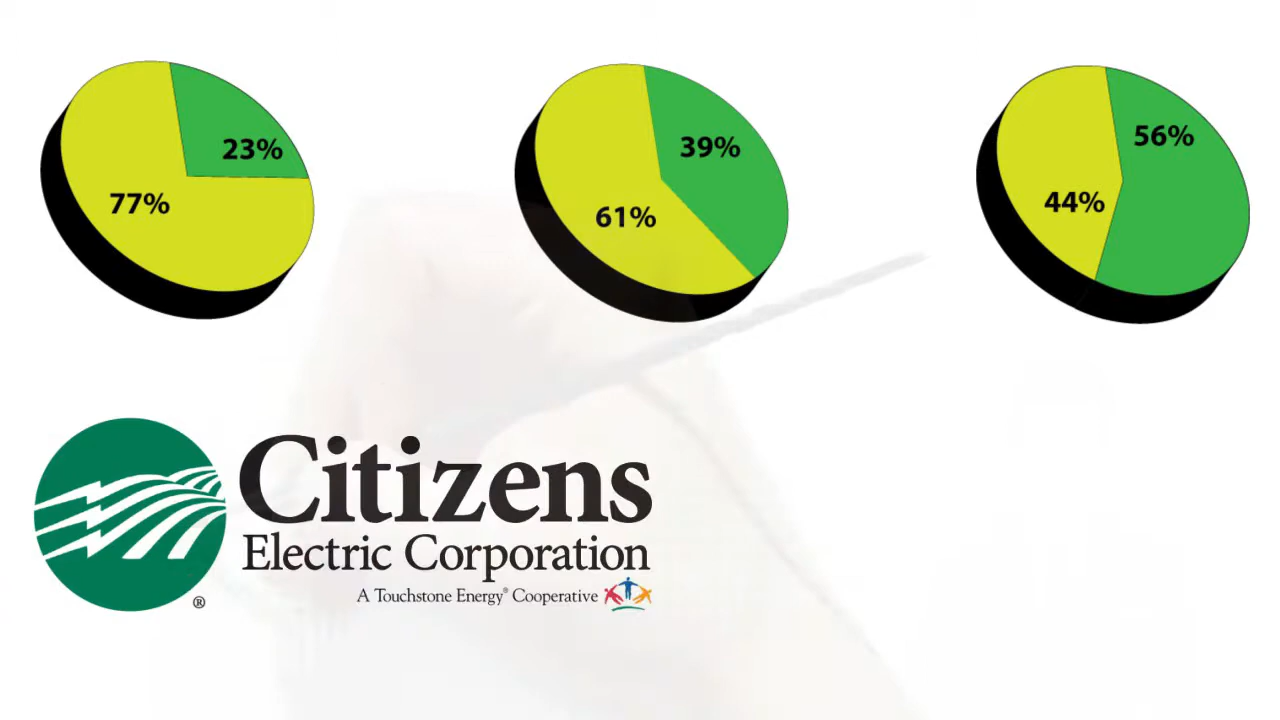 23%
77%
39%
61%
56%
44%
Citizens
Electric Corporation
A Touchstone Energy® Cooperative
®